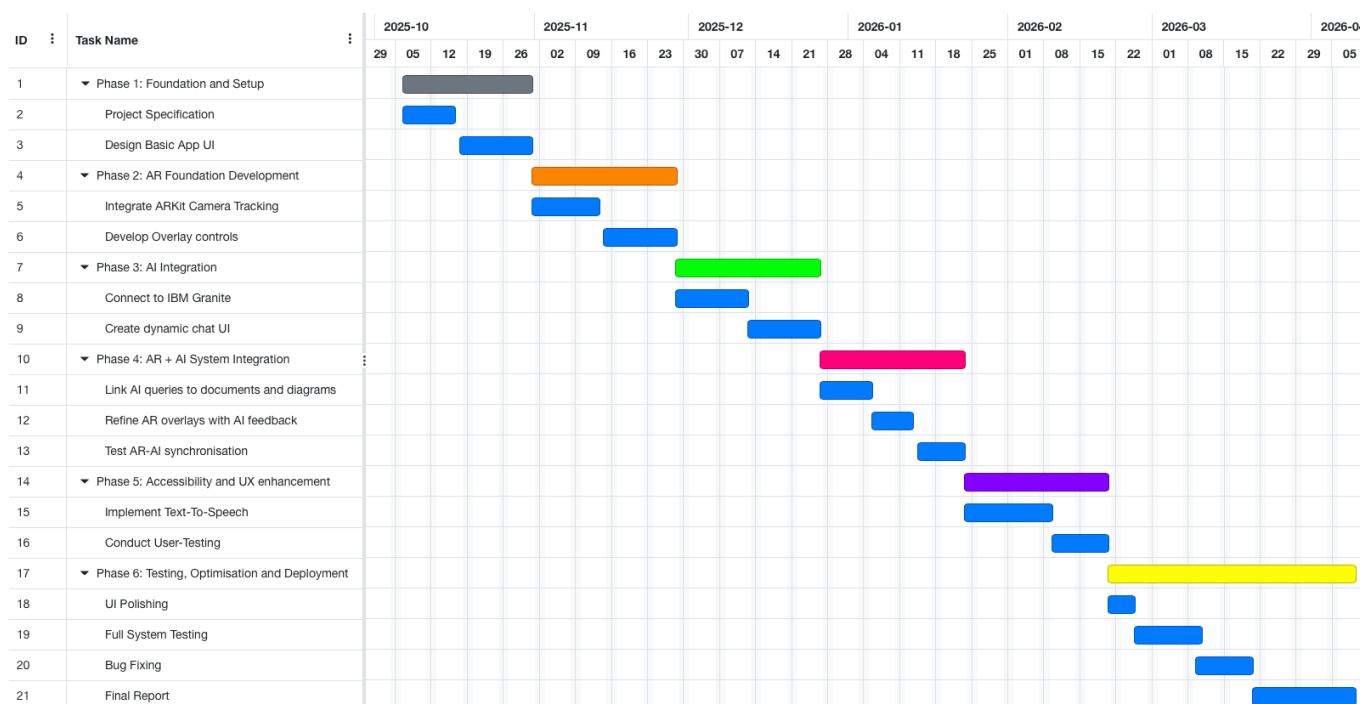 2025-10 2025-11 2025-12 2026-01 2026-02 2026-03 2026-0
ID Task Name
29 05 12 19 26 02 09 16 23 30 07 14 21 28 04 11 18 25 01 08 15 22 01 08 15 22 29 05
1 Phase 1: Foundation and Setup
2 Project Specification
3 Design Basic App UI
4 Phase 2: AR Foundation Development
5 Integrate ARKit Camera Tracking
6 Develop Overlay controls
7 Phase 3: AI Integration
8 Connect to IBM Granite
9 Create dynamic chat UI
10 Phase 4: AR + AI System Integration
11 Link AI queries to documents and diagrams
12 Refine AR overlays with AI feedback
13 Test AR-AI synchronisation
14 Phase 5: Accessibility and UX enhancement
15 Implement Text-To-Speech
16 Conduct User-Testing
17 Phase 6: Testing, Optimisation and Deployment
18 UI Polishing
19 Full System Testing
20 Bug Fixing
21 Final Report